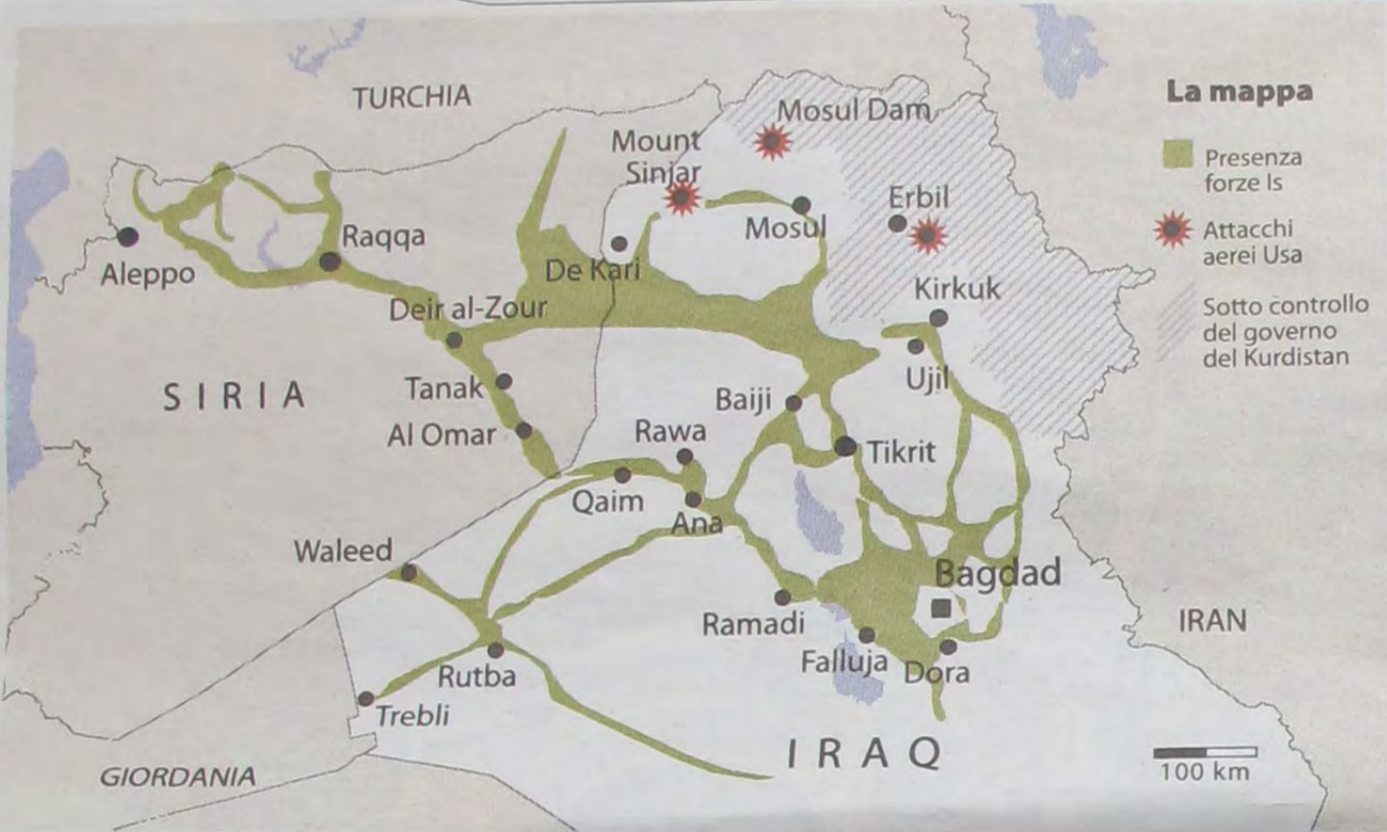 TURCHIA
Mosul Dam
Mount
Sinjar
Erbil
Mosul
Raqqa
De Kari
Aleppo
Kirkuk
Deir al-Zour
Ujil
Tanak
Baiji
SIRIA
Al Omar
Rawa
Tikrit
Qaim
Ana
Waleed
Bagdad
Ramadi
IRAN
Falluja
Dora
Rutba
Trebli
IRAQ
GIORDANIA
La mappa
Presenza
forze Is
Attacchi
aerei Usa
Sotto controllo
del governo
del Kurdistan
100 km